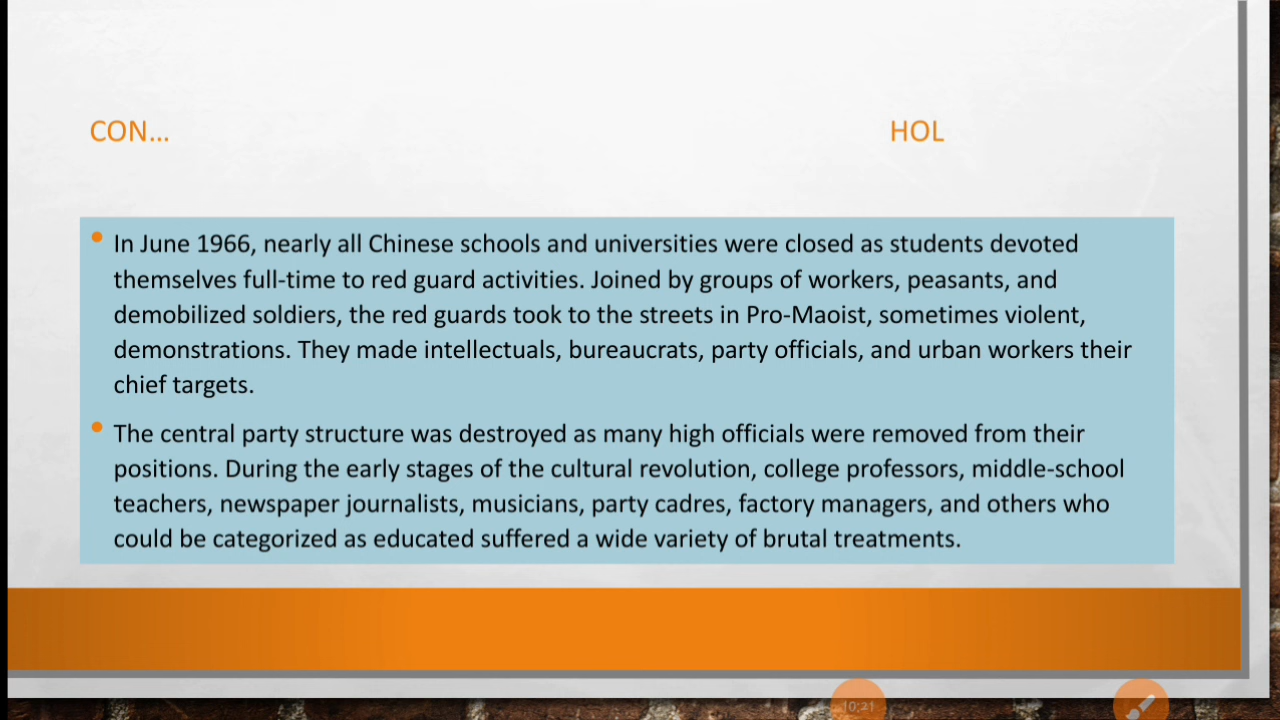 CON... HOL
• In June 1966, nearly all Chinese schools and universities were closed as students devoted
themselves full-time to red guard activities. Joined by groups of workers, peasants, and
demobilized soldiers, the red guards took to the streets in Pro-Maoist, sometimes violent,
demonstrations. They made intellectuals, bureaucrats, party officials, and urban workers their
chief targets.
• The central party structure was destroyed as many high officials were removed from their
positions. During the early stages of the cultural revolution, college professors, middle-school
teachers, newspaper journalists, musicians, party cadres, factory managers, and others who
could be categorized as educated suffered a wide variety of brutal treatments.
10:21